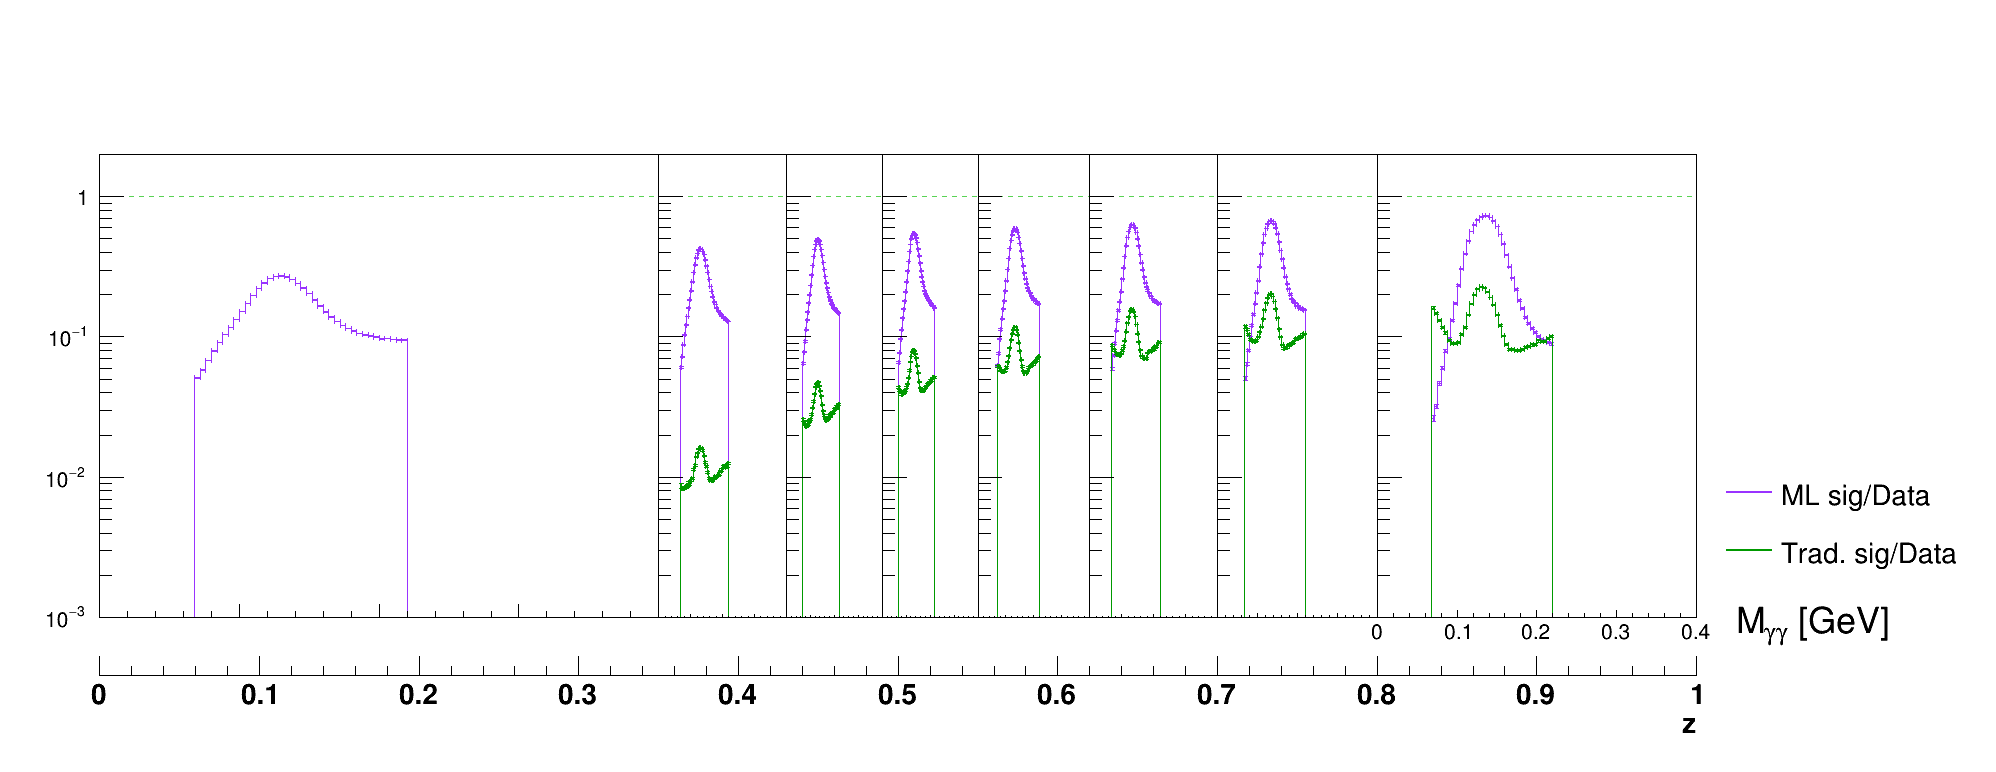 1
10⁻¹
10⁻²
10⁻³
ML sig/Data
Trad. sig/Data
0 0.1 0.2 0.3 0.4
Mγγ [GeV]
0 0.1 0.2 0.3 0.4 0.5 0.6 0.7 0.8 0.9 1
z